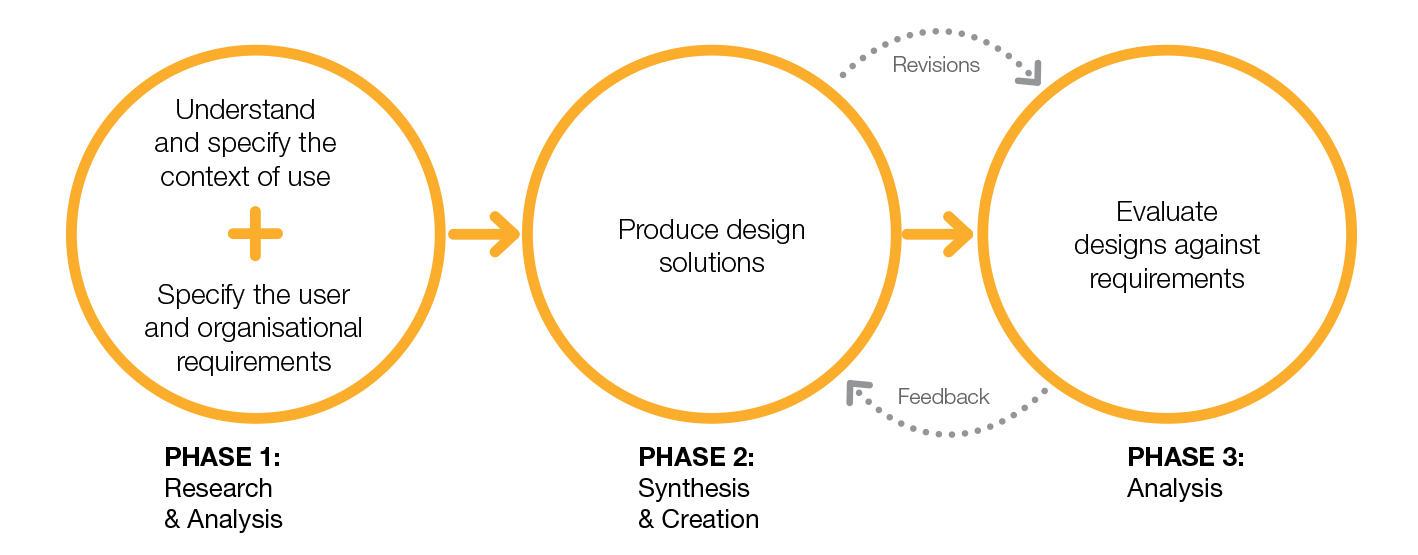 Understand
and specify the
context of use
Specify the user
and organisational
requirements
PHASE 1:
Research
& Analysis
Produce design
solutions
PHASE 2:
Synthesis
& Creation
Revisions
Feedback
Evaluate
designs against
requirements
PHASE 3:
Analysis